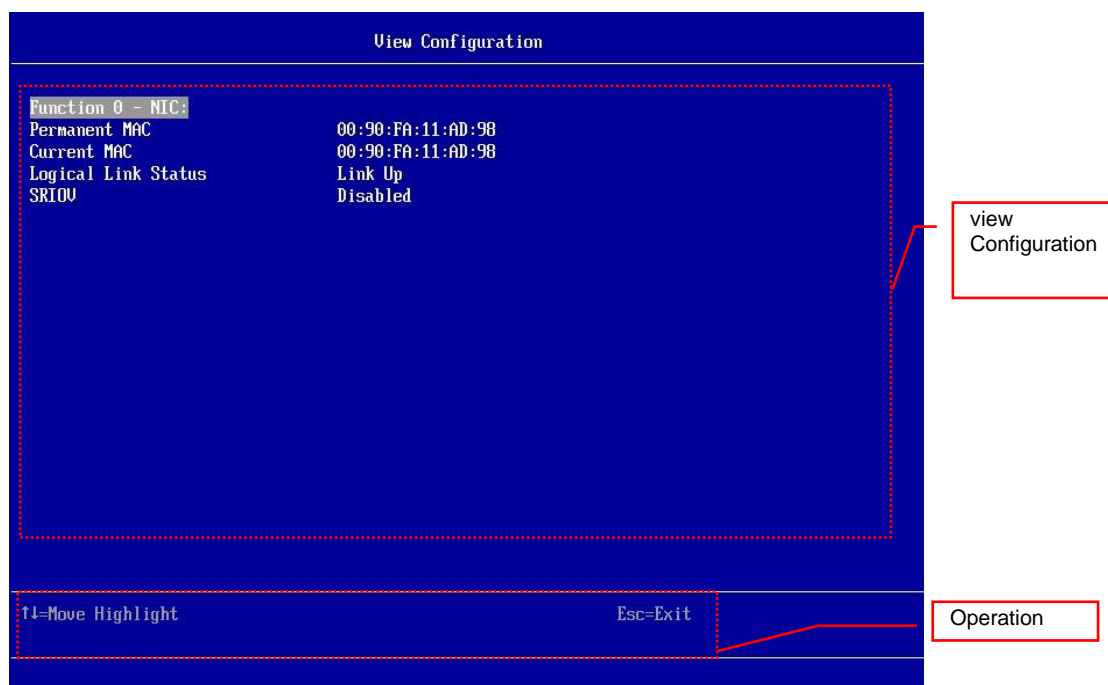 View Configuration
Function 0 - NIC:
Permanent MAC 00:90:FA:11:AD:98
Current MAC 00:90:FA:11:AD:98
Logical Link Status Link Up
SRIOV Disabled
view
Configuration
↑↓=Move Highlight Esc=Exit
Operation